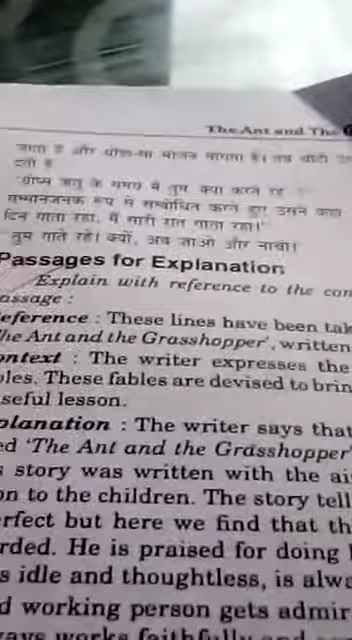 The Ant and The
जाता है और थोड़ा-सा भोजन मांगता है। तब चींटी
देती है
"ग्रीष्म ऋतु के समय में तुम क्या करते रहे
सम्मानजनक रूप में सम्बोधित करते हुए उसने कहा
दिन गाता रहा, मैं सारी रात गाता रहा।"
तुम गाते रहे। क्यों, अब जाओ और नाचो।
Passages for Explanation
Explain with reference to the con
assage :
eference : These lines have been tak
he Ant and the Grasshopper', written
ontext : The writer expresses the
les. These fables are devised to brin
seful lesson.
planation : The writer says that
ed 'The Ant and the Grasshopper'
s story was written with the ai
on to the children. The story tell
erfect but here we find that th
rded. He is praised for doing
s idle and thoughtless, is alwa
d working person gets admir
ays works faithfully and